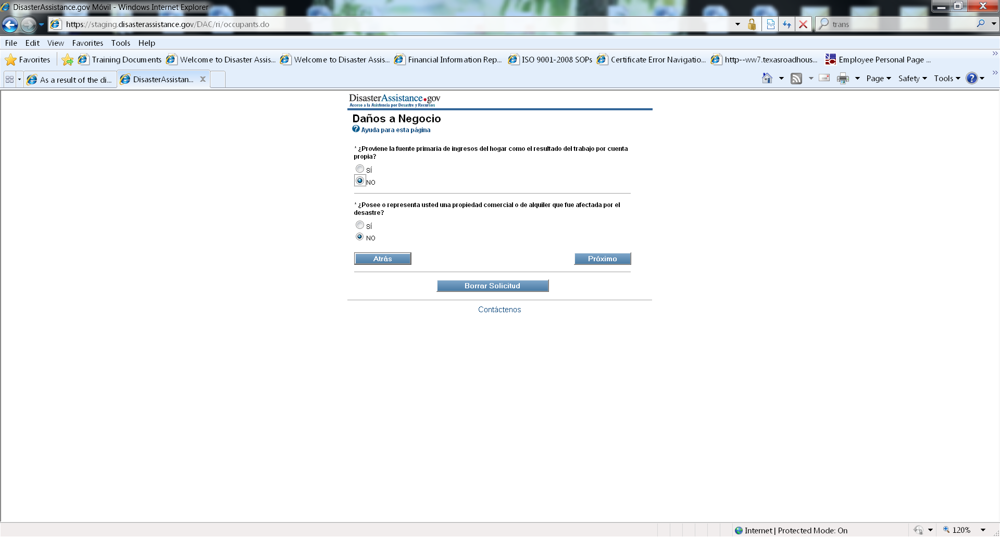 DisasterAssistance.gov Móvil - Windows Internet Explorer
https://staging.disasterassistance.gov/DAC/ri/occupants.do
trans
File Edit View Favorites Tools Help
Favorites Training Documents Welcome to Disaster Assis... Welcome to Disaster Assis... Financial Information Rep... ISO 9001-2008 SOPs Certificate Error Navigatio... http--ww7.texasroadhous... Employee Personal Page ...
As a result of the di... DisasterAssistan... Page Safety Tools
DisasterAssistance.gov
Acceso a la Asistencia por Desastre y Recursos
Daños a Negocio
Ayuda para esta página
* ¿Proviene la fuente primaria de ingresos del hogar como el resultado del trabajo por cuenta
propia?
SÍ
NO
* ¿Posee o representa usted una propiedad comercial o de alquiler que fue afectada por el
desastre?
SÍ
NO
Atrás Próximo
Borrar Solicitud
Contáctenos
Internet | Protected Mode: On 120%